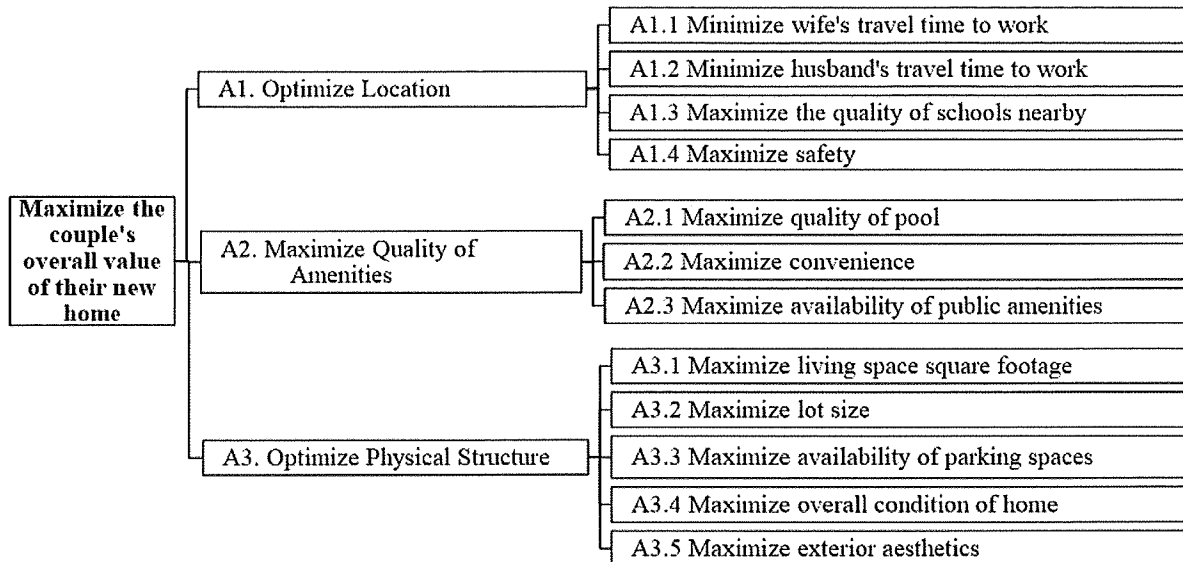 Maximize the
couple's
overall value
of their new
home
A1. Optimize Location
A1.1 Minimize wife's travel time to work
A1.2 Minimize husband's travel time to work
A1.3 Maximize the quality of schools nearby
A1.4 Maximize safety
A2. Maximize Quality of
Amenities
A2.1 Maximize quality of pool
A2.2 Maximize convenience
A2.3 Maximize availability of public amenities
A3. Optimize Physical Structure
A3.1 Maximize living space square footage
A3.2 Maximize lot size
A3.3 Maximize availability of parking spaces
A3.4 Maximize overall condition of home
A3.5 Maximize exterior aesthetics